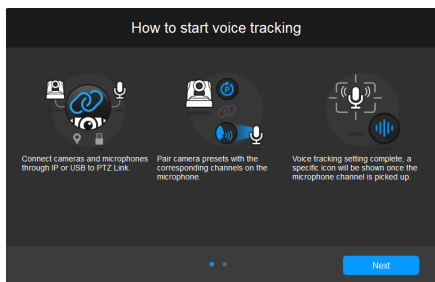 How to start voice tracking
Connect cameras and microphones
through IP or USB to PTZ Link.
Pair camera presets with the
corresponding channels on the
microphone.
Voice tracking setting complete, a
specific icon will be shown once the
microphone channel is picked up.
Next